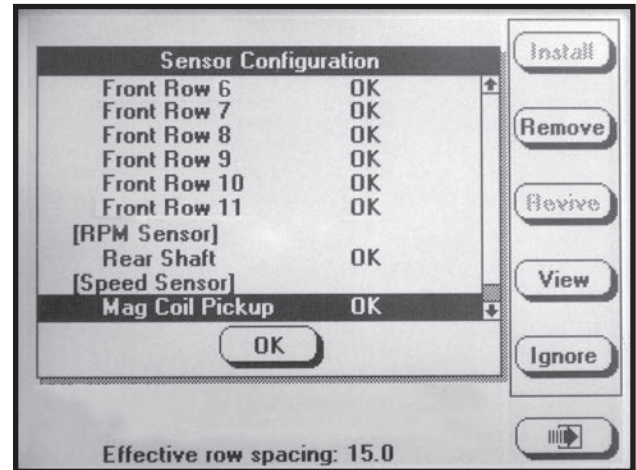 Sensor Configuration
Front Row 6 OK
Front Row 7 OK
Front Row 8 OK
Front Row 9 OK
Front Row 10 OK
Front Row 11 OK
[RPM Sensor]
Rear Shaft OK
[Speed Sensor]
Mag Coil Pickup OK
OK
Effective row spacing: 15.0
Install
Remove
Revive
View
Ignore